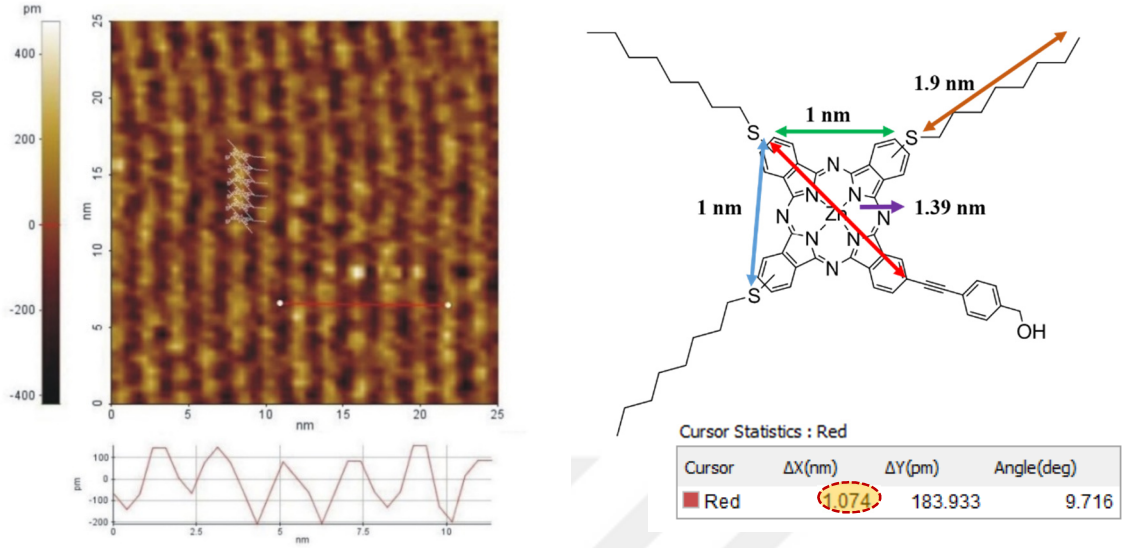 pm
400
200
0
-200
-400
25
20
15
10
5
0
nm
0 5 10 15 20 25
nm
pm
100
0
-100
-200
0 2.5 5 7.5 10
nm
1.9 nm
1 nm
S
S
N
N
N
N
N
Zn
N
N
N
1.39 nm
1 nm
S
OH
Cursor Statistics : Red
Cursor ΔX(nm) ΔY(pm) Angle(deg)
Red 1.074 183.933 9.716